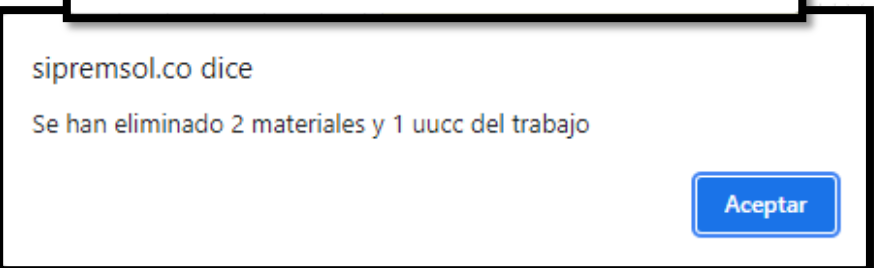 sipremsol.co dice
Se han eliminado 2 materiales y 1 uucc del trabajo
Aceptar